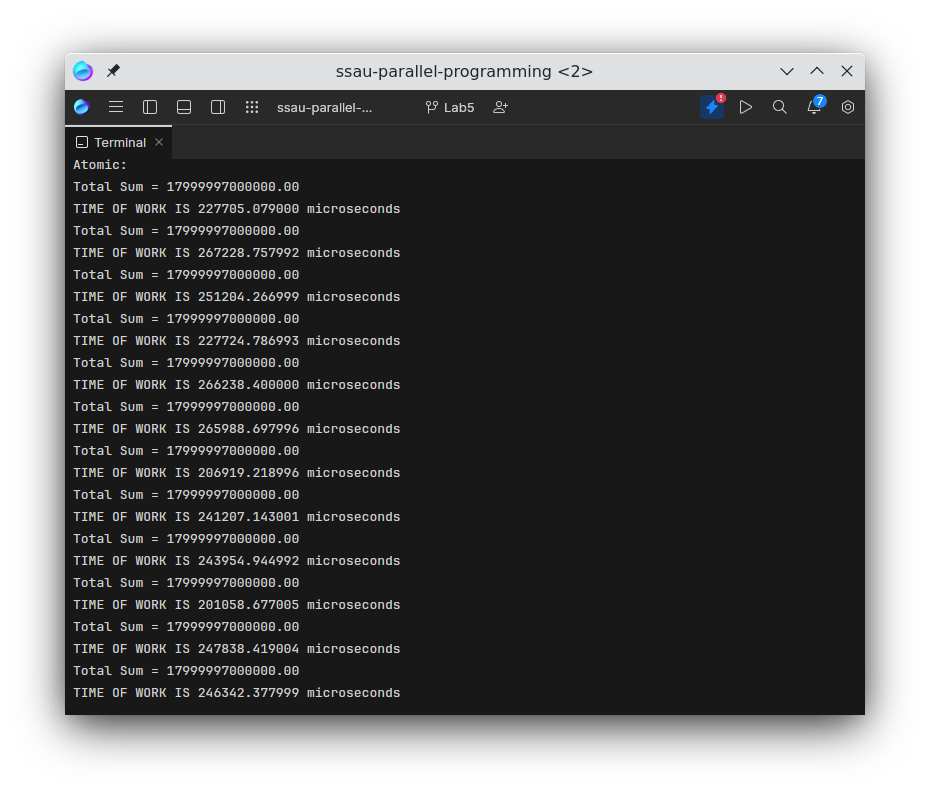 ssau-parallel-programming <2>
ssau-parallel-... Lab5 7
Terminal
Atomic:
Total Sum = 17999997000000.00
TIME OF WORK IS 227705.079000 microseconds
Total Sum = 17999997000000.00
TIME OF WORK IS 267228.757992 microseconds
Total Sum = 17999997000000.00
TIME OF WORK IS 251204.266999 microseconds
Total Sum = 17999997000000.00
TIME OF WORK IS 227724.786993 microseconds
Total Sum = 17999997000000.00
TIME OF WORK IS 266238.400000 microseconds
Total Sum = 17999997000000.00
TIME OF WORK IS 265988.697996 microseconds
Total Sum = 17999997000000.00
TIME OF WORK IS 206919.218996 microseconds
Total Sum = 17999997000000.00
TIME OF WORK IS 241207.143001 microseconds
Total Sum = 17999997000000.00
TIME OF WORK IS 243954.944992 microseconds
Total Sum = 17999997000000.00
TIME OF WORK IS 201058.677005 microseconds
Total Sum = 17999997000000.00
TIME OF WORK IS 247838.419004 microseconds
Total Sum = 17999997000000.00
TIME OF WORK IS 246342.377999 microseconds